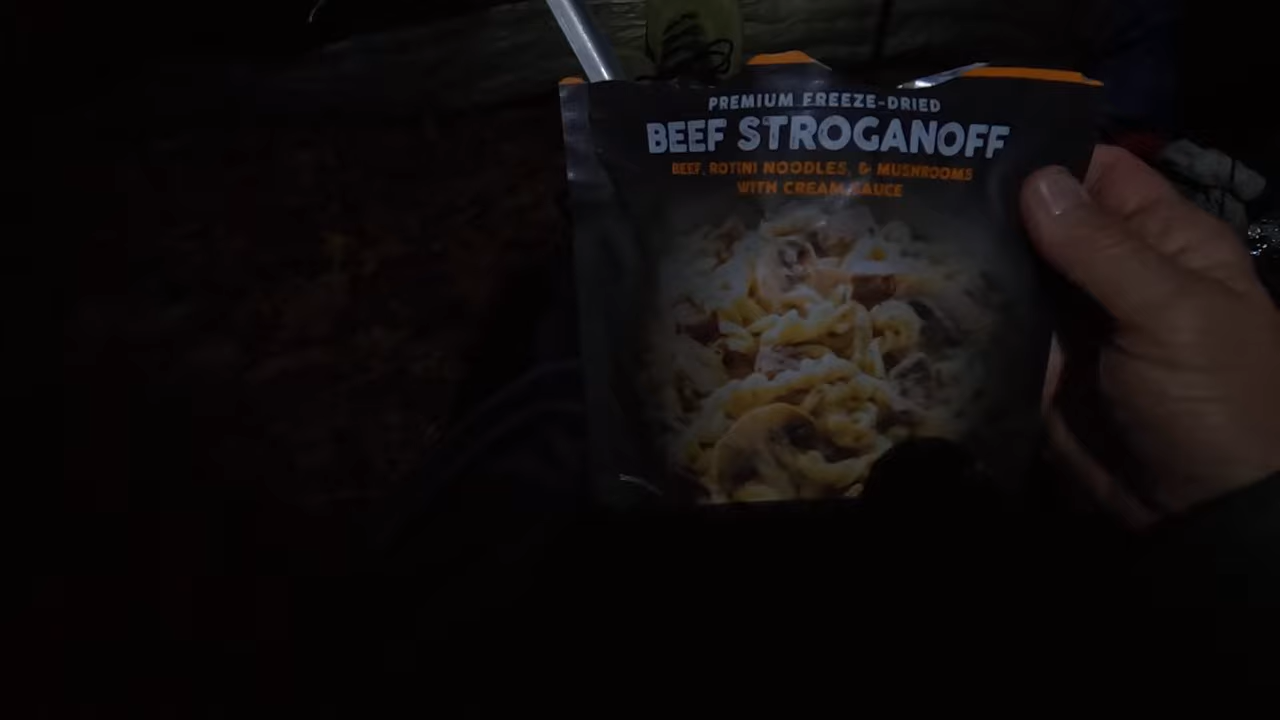 PREMIUM FREEZE-DRIED
BEEF STROGANOFF
BEEF, ROTINI NOODLES, & MUSHROOMS
WITH CREAM SAUCE